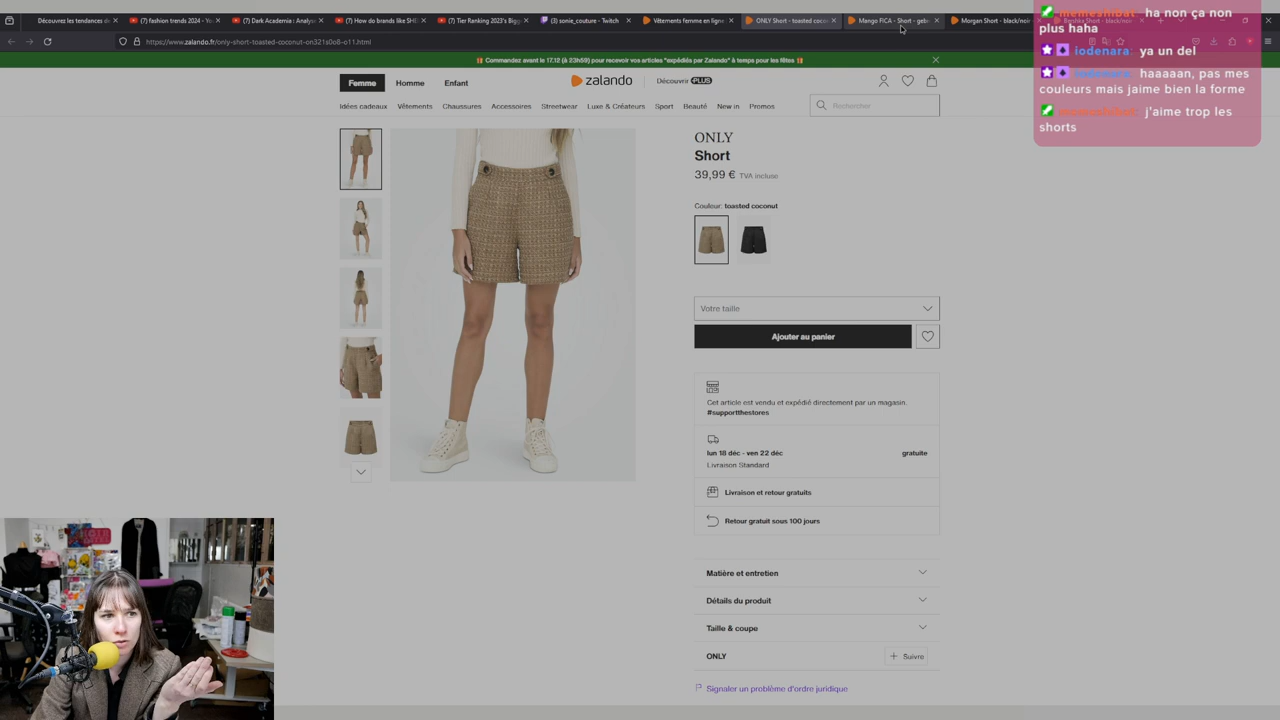 Découvrez les tendances de
(7) fashion trends 2024 - Yo
(7) Dark Academia : Analys
(7) How do brands like SHE
(7) Tier Ranking 2023's Bigg
(3) sonie_couture - Twitch
Vêtements femme en ligne
ONLY Short - toasted coco
Mango FICA - Short - geb
Morgan Short - black/noir
https://www.zalando.fr/only-short-toasted-coconut-on321s0o8-o11.html
Commandez avant le 17.12 (à 23h59) pour recevoir vos articles "expédiés par Zalando" à temps pour les fêtes
Femme
Homme
Enfant
zalando
Découvrir PLUS
Idées cadeaux
Vêtements
Chaussures
Accessoires
Streetwear
Luxe & Créateurs
Sport
Beauté
New in
Promos
Rechercher
ha non ça non
plus haha
iodenara: ya un del
haaaaan, pas mes
couleurs mais jaime bien la forme
j'aime trop les
shorts
ONLY
Short
39,99 € TVA incluse
Couleur: toasted coconut
Votre taille
Ajouter au panier
Cet article est vendu et expédié directement par un magasin.
#supportthestores
lun 18 déc - ven 22 déc
gratuite
Livraison Standard
Livraison et retour gratuits
Retour gratuit sous 100 jours
Matière et entretien
Détails du produit
Taille & coupe
ONLY
Suivre
Signaler un problème d'ordre juridique